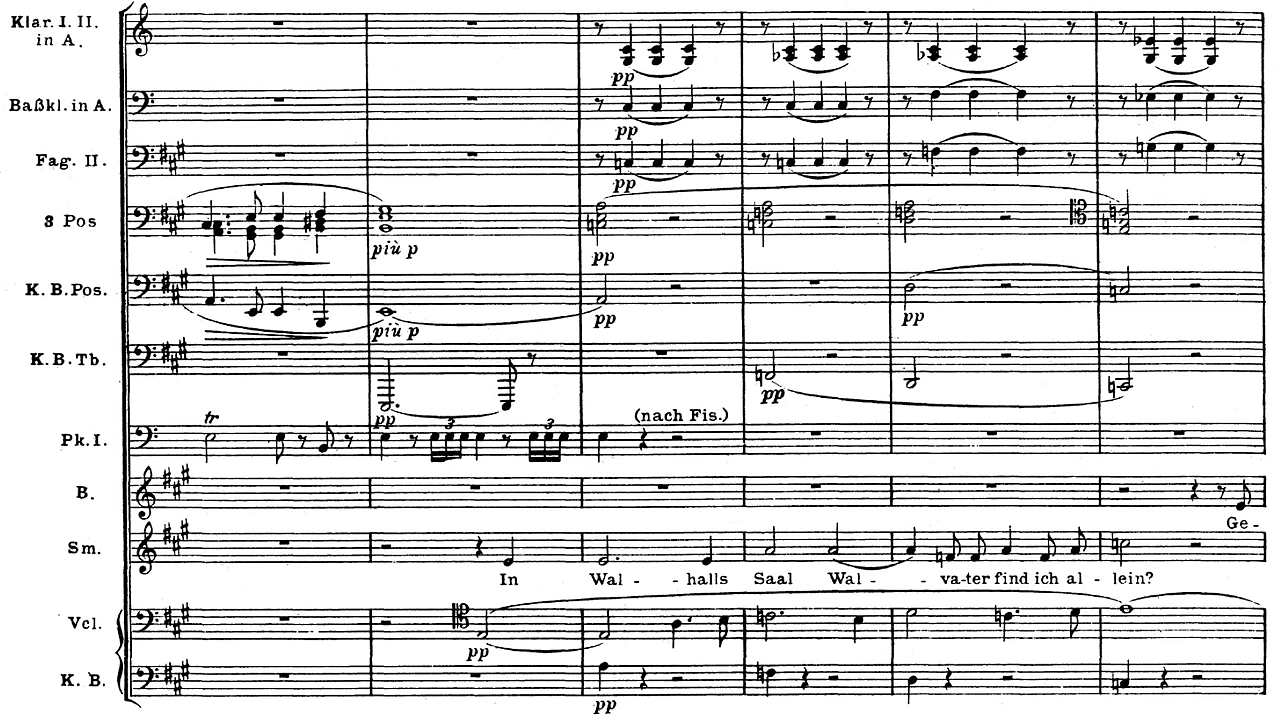 Klar. I. II.
in A.
pp
Baßkl. in A.
pp
Fag. II.
pp
3 Pos
più p
pp
K. B. Pos.
più p
pp
pp
K. B. Tb.
pp
pp
tr
3
3
(nach Fis.)
Pk. I.
B.
Ge-
Sm.
In Wal - - halls Saal Wal - - va-ter find ich al - lein?
Vcl.
pp
K. B.
pp